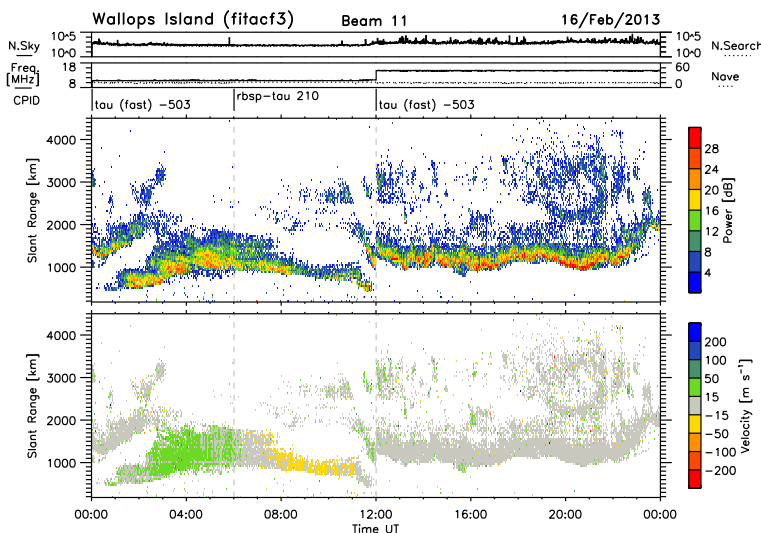 Wallops Island (fitacf3) Beam 11 16/Feb/2013
N.Sky 10^5 10^0 10^5 10^0 N.Search
Freq. [MHz] 18 8 60 0 Nave
CPID tau (fast) -503 rbsp-tau 210 tau (fast) -503
Slant Range [km]
4000
3000
2000
1000
28
24
20
16
12
8
4
Power [dB]
Slant Range [km]
4000
3000
2000
1000
200
100
50
15
-15
-50
-100
-200
Velocity [m s⁻¹]
00:00 04:00 08:00 12:00 16:00 20:00 00:00
Time UT